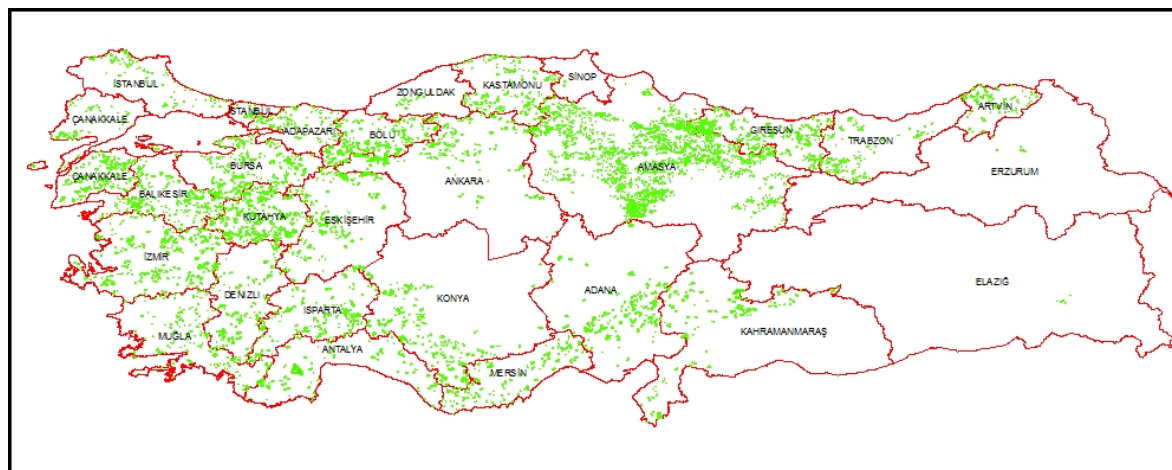 SİNOP
İSTANBUL
KASTAMONU
ZONGULDAK
ARTVİN
İSTANBUL
ÇANAKKALE
ADAPAZARI
BOLU
GİRESUN
TRABZON
BURSA
AMASYA
ERZURUM
ÇANAKKALE
ANKARA
BALIKESİR
KÜTAHYA
ESKİŞEHİR
İZMİR
ELAZIĞ
ADANA
DENİZLİ
KONYA
ISPARTA
KAHRAMANMARAŞ
MUĞLA
ANTALYA
MERSİN